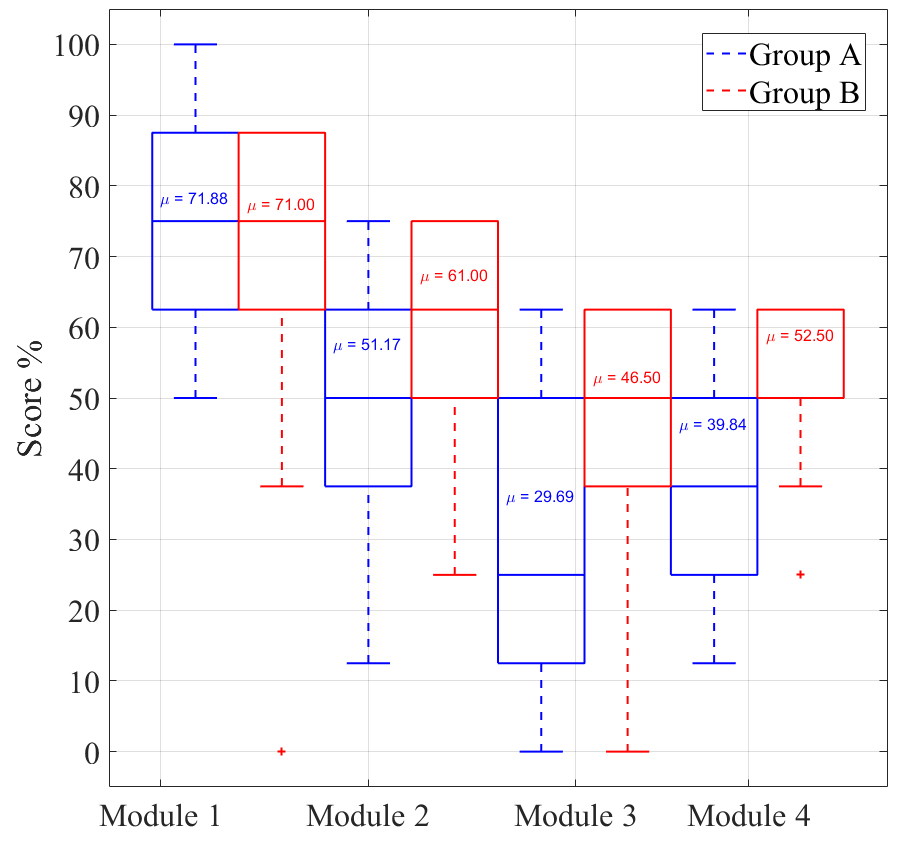 Group A
Group B
Score %
100
90
80
70
60
50
40
30
20
10
0
μ = 71.88
μ = 71.00
μ = 51.17
μ = 61.00
μ = 29.69
μ = 46.50
μ = 39.84
μ = 52.50
Module 1
Module 2
Module 3
Module 4